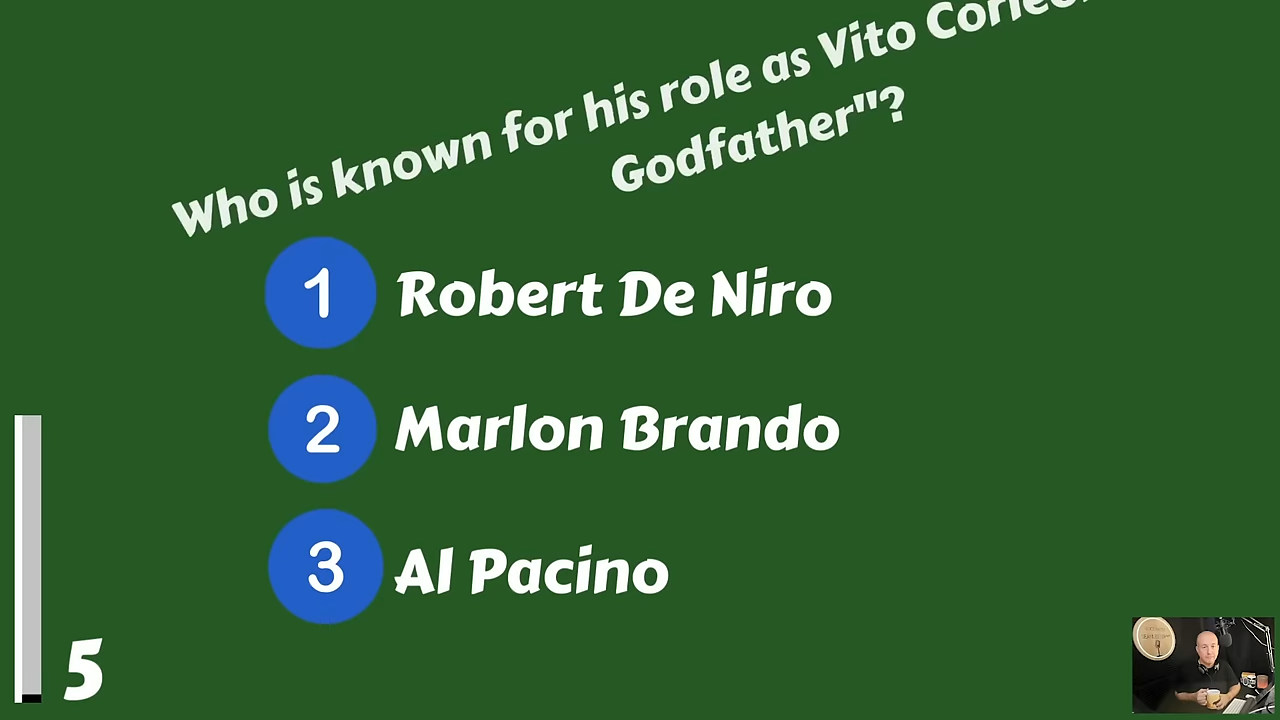 Who is known for his role as Vito
Godfather"?
1 Robert De Niro
2 Marlon Brando
3 Al Pacino
5